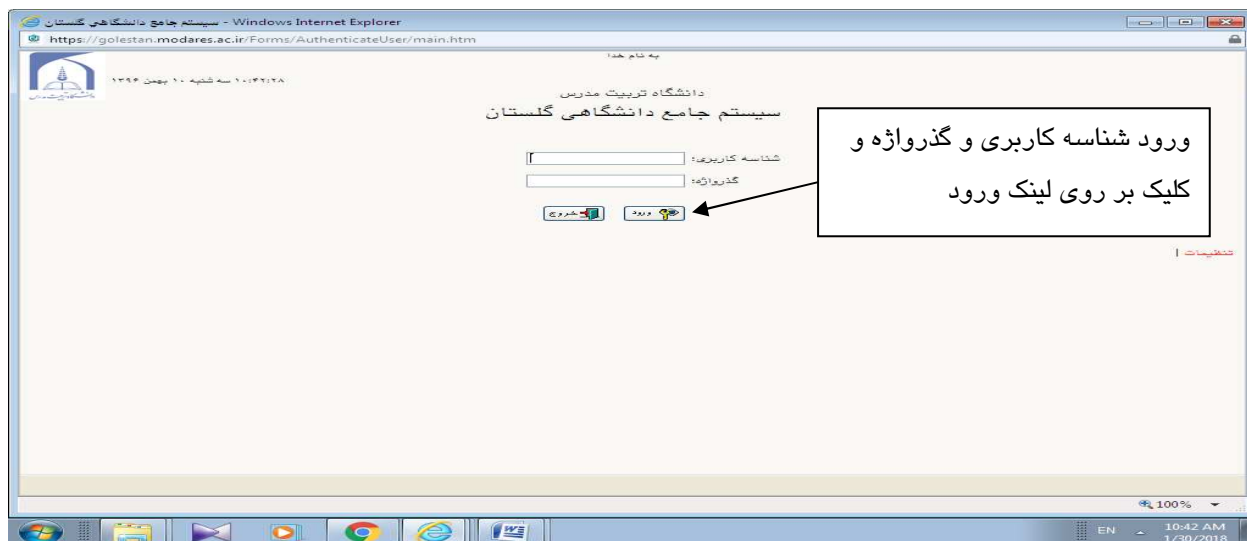 سیستم جامع دانشگاهی گلستان - Windows Internet Explorer
https://golestan.modares.ac.ir/Forms/AuthenticateUser/main.htm
به نام خدا
۱۰:۴۲:۲۸ سه شنبه ۱۰ بهمن ۱۳۹۶
دانشگاه تربیت مدرس
سیستم جامع دانشگاهی گلستان
شناسه کاربری:
گذرواژه:
ورود
خروج
ورود شناسه کاربری و گذرواژه و
کلیک بر روی لینک ورود
تنظیمات |
100%
EN
10:42 AM
1/30/2018